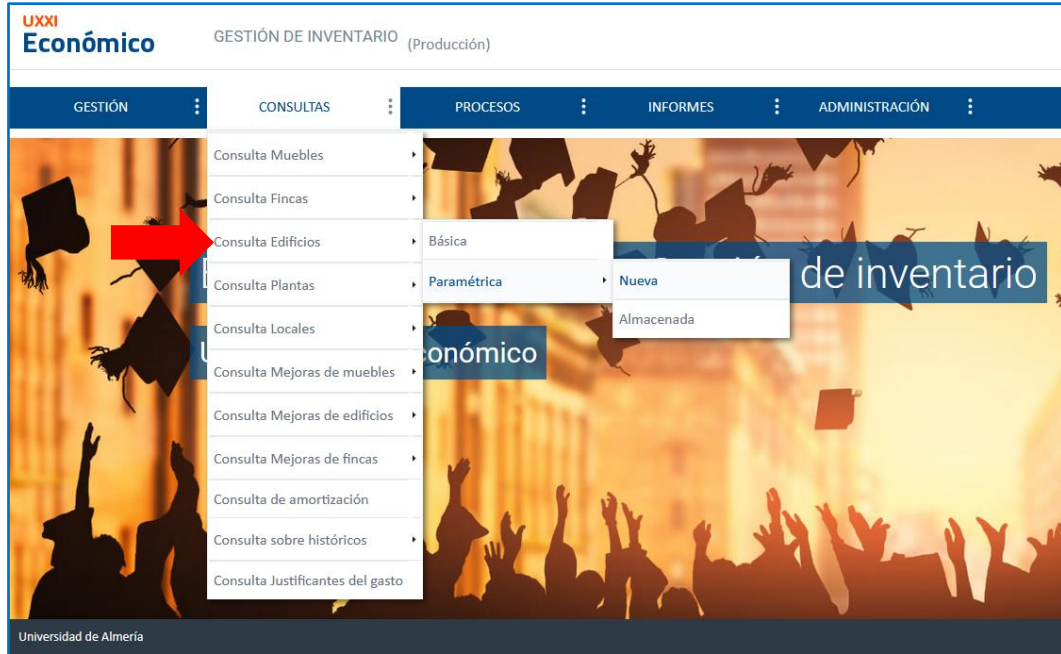 UXXI
Económico
GESTIÓN DE INVENTARIO (Producción)
GESTIÓN
CONSULTAS
PROCESOS
INFORMES
ADMINISTRACIÓN
Consulta Muebles
Consulta Fincas
Consulta Edificios
Consulta Plantas
Consulta Locales
Consulta Mejoras de muebles
Consulta Mejoras de edificios
Consulta Mejoras de fincas
Consulta de amortización
Consulta sobre históricos
Consulta Justificantes del gasto
Básica
Paramétrica
Nueva
Almacenada
de inventario
onómico
Universidad de Almería